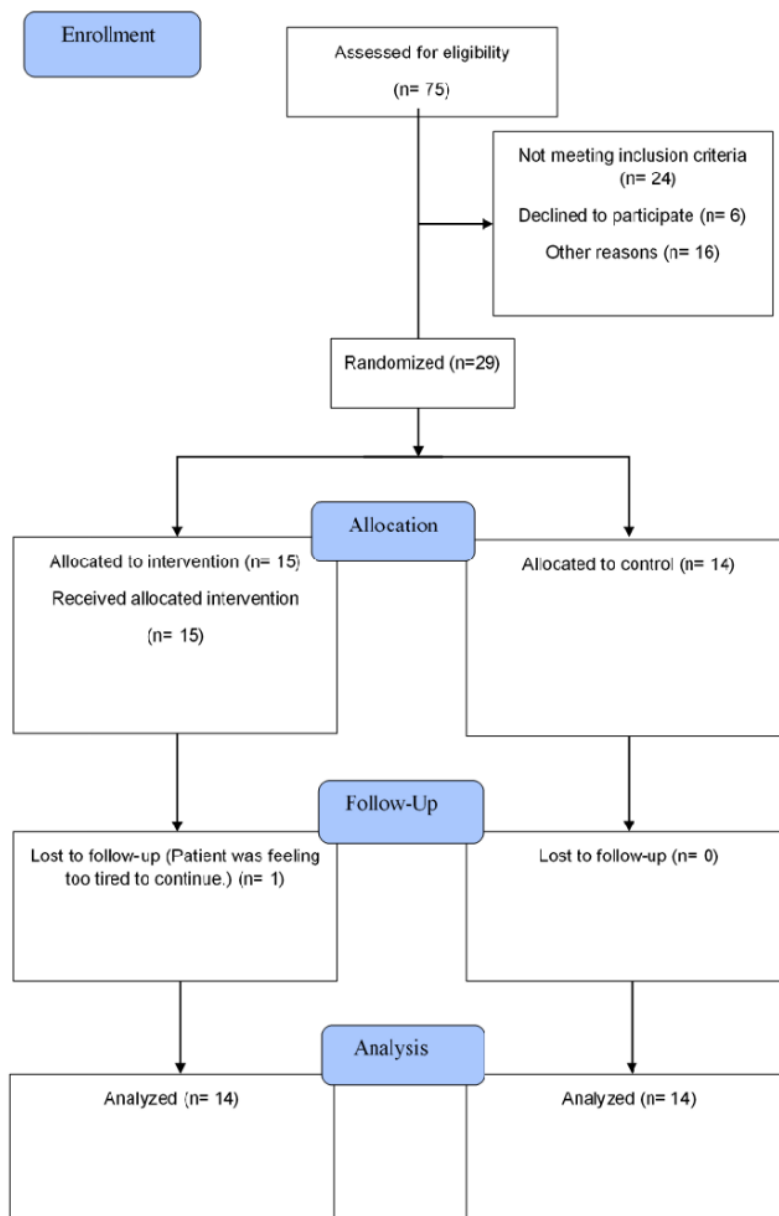 Enrollment
Assessed for eligibility
(n= 75)
Not meeting inclusion criteria
(n= 24)
Declined to participate (n= 6)
Other reasons (n= 16)
Randomized (n=29)
Allocation
Allocated to intervention (n= 15)
Received allocated intervention
(n= 15)
Allocated to control (n= 14)
Follow-Up
Lost to follow-up (Patient was feeling
too tired to continue.) (n= 1)
Lost to follow-up (n= 0)
Analysis
Analyzed (n= 14)
Analyzed (n= 14)